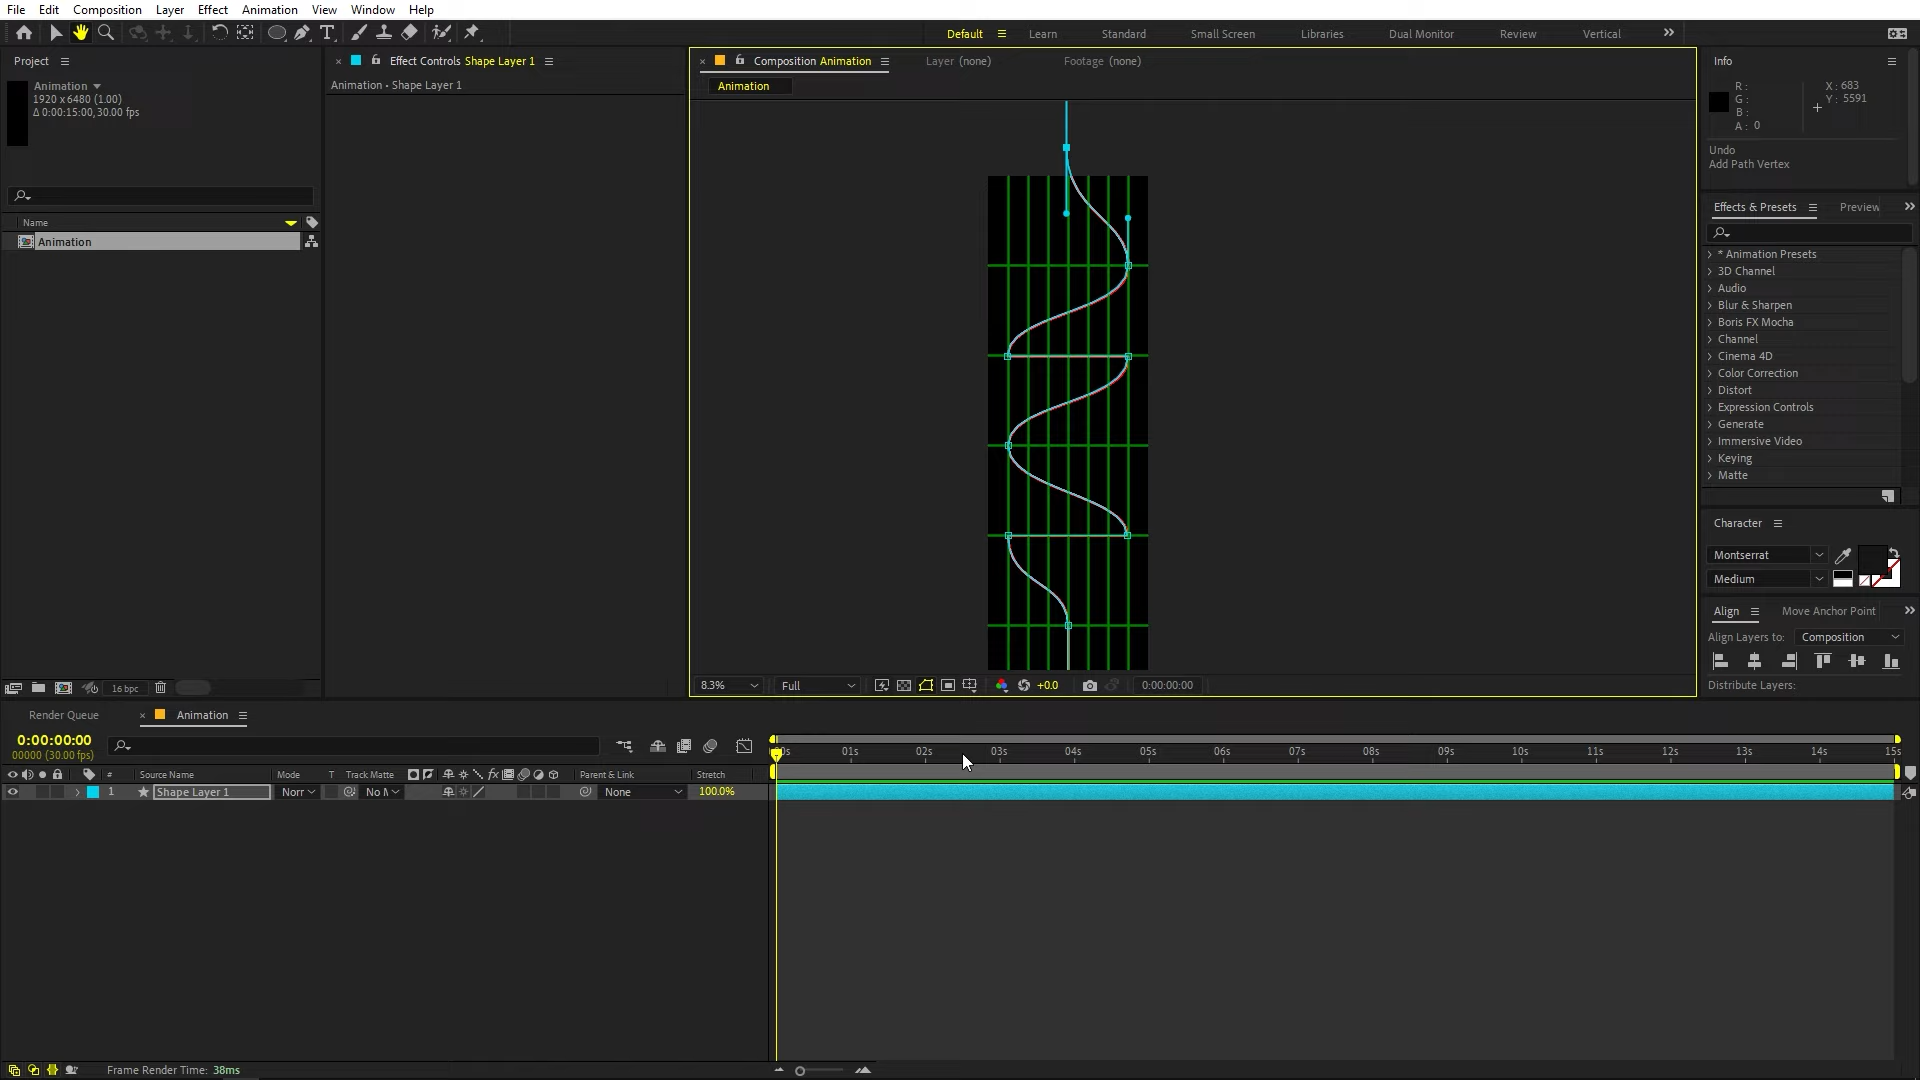 File Edit Composition Layer Effect Animation View Window Help
Default Learn Standard Small Screen Libraries Dual Monitor Review Vertical
Project
Animation
1920 x 6480 (1.00)
Δ 0:00:15:00, 30.00 fps
Name
Animation
16 bpc
Effect Controls Shape Layer 1
Animation • Shape Layer 1
Composition Animation Layer (none) Footage (none)
Animation
8.3% Full +0.0 0:00:00:00
Info
R :
G :
B :
A : 0
X : 683
Y : 5591
Undo
Add Path Vertex
Effects & Presets Preview
* Animation Presets
3D Channel
Audio
Blur & Sharpen
Boris FX Mocha
Channel
Cinema 4D
Color Correction
Distort
Expression Controls
Generate
Immersive Video
Keying
Matte
Character
Montserrat
Medium
Align Move Anchor Point
Align Layers to: Composition
Distribute Layers:
Render Queue Animation
0:00:00:00
00000 (30.00 fps)
01s 02s 03s 04s 05s 06s 07s 08s 09s 10s 11s 12s 13s 14s 15s
# Source Name Mode T Track Matte fx Parent & Link Stretch
1 Shape Layer 1 Norr None 100.0%
Frame Render Time: 38ms